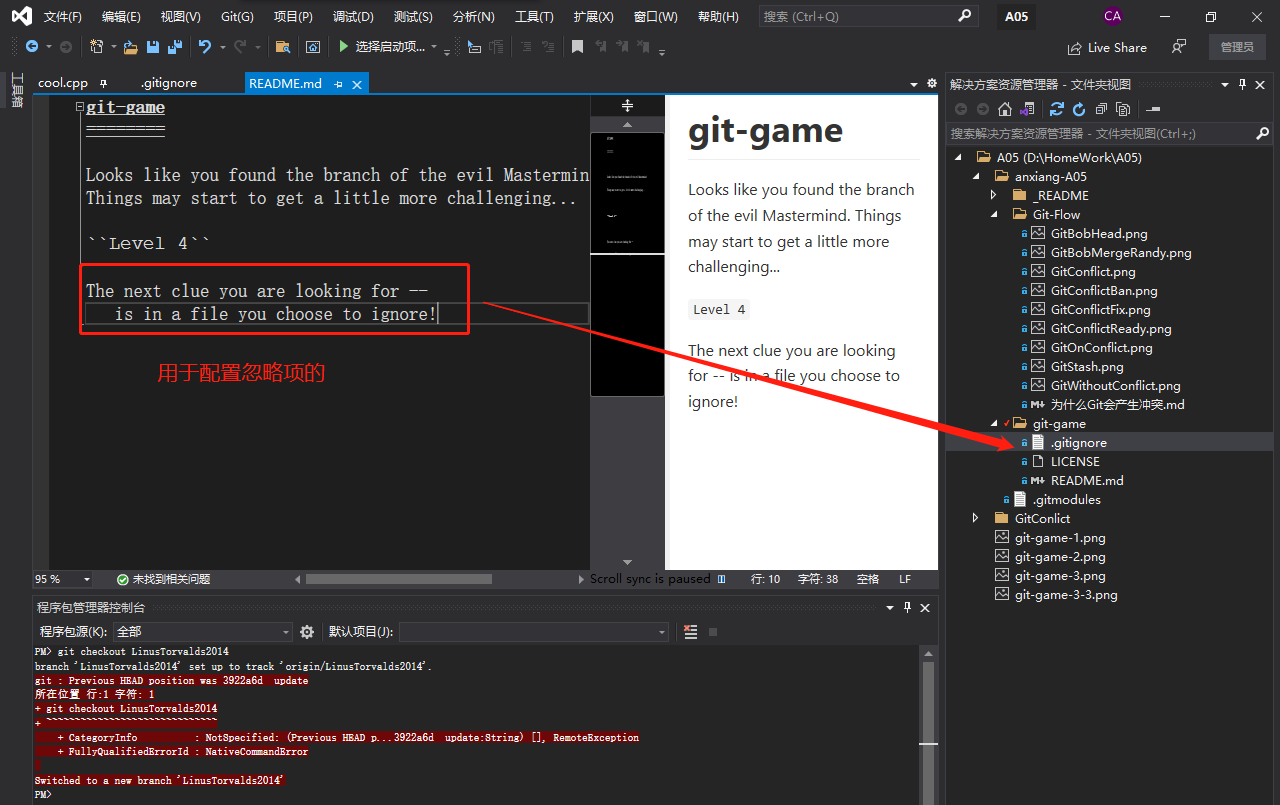 文件(F) 编辑(E) 视图(V) Git(G) 项目(P) 调试(D) 测试(S) 分析(N) 工具(T) 扩展(X) 窗口(W) 帮助(H) 搜索 (Ctrl+Q) A05 CA
选择启动项... Live Share 管理员
工具箱
cool.cpp .gitignore README.md
git-game
========
Looks like you found the branch of the evil Mastermin
Things may start to get a little more challenging...
``Level 4``
The next clue you are looking for --
is in a file you choose to ignore!
用于配置忽略项的
git-game
Looks like you found the branch
of the evil Mastermind. Things
may start to get a little more
challenging...
Level 4
The next clue you are looking
for -- is in a file you choose to
ignore!
95 % 未找到相关问题 Scroll sync is paused 行: 10 字符: 38 空格 LF
程序包管理器控制台
程序包源(K): 全部 默认项目(J):
PM> git checkout LinusTorvalds2014
branch 'LinusTorvalds2014' set up to track 'origin/LinusTorvalds2014'.
git : Previous HEAD position was 3922a6d update
所在位置 行:1 字符: 1
+ git checkout LinusTorvalds2014
+ ~~~~~~~~~~~~~~~~~~~~~~~~~~~~~~
+ CategoryInfo : NotSpecified: (Previous HEAD p...3922a6d update:String) [], RemoteException
+ FullyQualifiedErrorId : NativeCommandError
Switched to a new branch 'LinusTorvalds2014'
PM>
解决方案资源管理器 - 文件夹视图
搜索解决方案资源管理器 - 文件夹视图(Ctrl+;)
A05 (D:\HomeWork\A05)
anxiang-A05
_README
Git-Flow
GitBobHead.png
GitBobMergeRandy.png
GitConflict.png
GitConflictBan.png
GitConflictFix.png
GitConflictReady.png
GitOnConflict.png
GitStash.png
GitWithoutConflict.png
为什么Git会产生冲突.md
git-game
.gitignore
LICENSE
README.md
.gitmodules
GitConlict
git-game-1.png
git-game-2.png
git-game-3.png
git-game-3-3.png